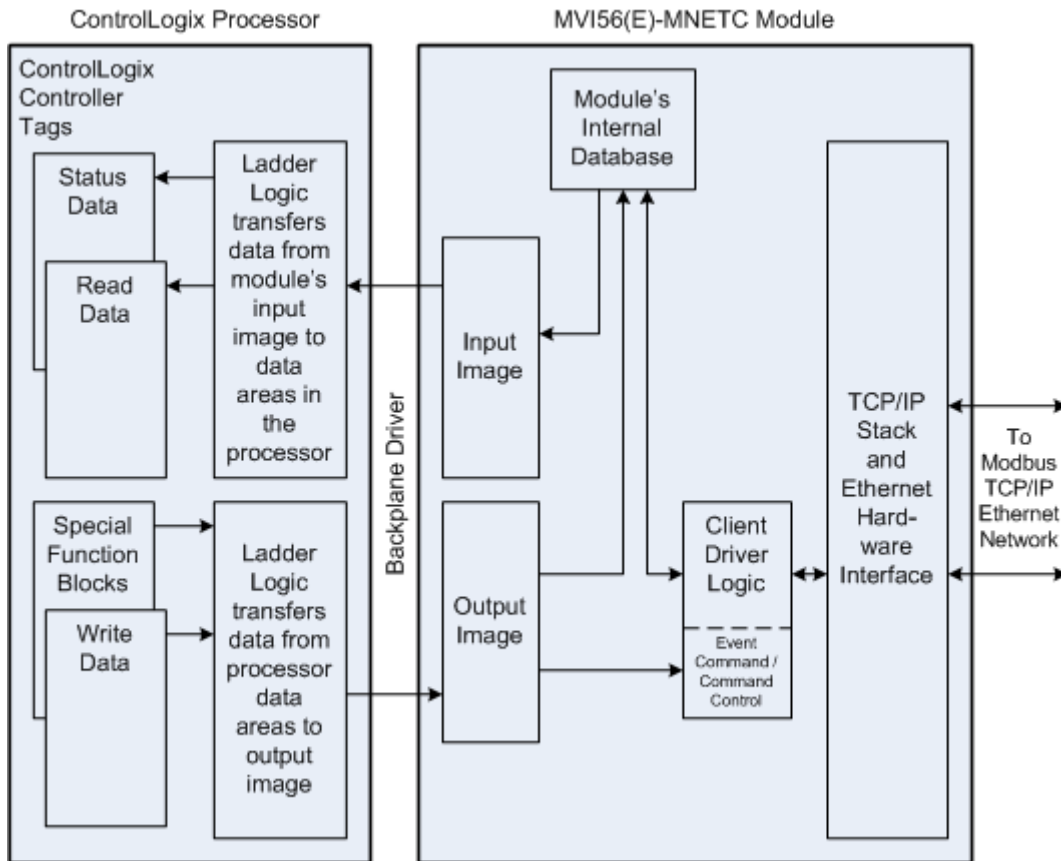 ControlLogix Processor
MVI56(E)-MNETC Module
ControlLogix
Controller
Tags
Status
Data
Read
Data
Ladder
Logic
transfers
data from
module's
input
image to
data
areas in
the
processor
Special
Function
Blocks
Write
Data
Ladder
Logic
transfers
data from
processor
data
areas to
output
image
Backplane Driver
Module's
Internal
Database
Input
Image
Output
Image
Client
Driver
Logic
Event
Command /
Command
Control
TCP/IP
Stack
and
Ethernet
Hard-
ware
Interface
To
Modbus
TCP/IP
Ethernet
Network